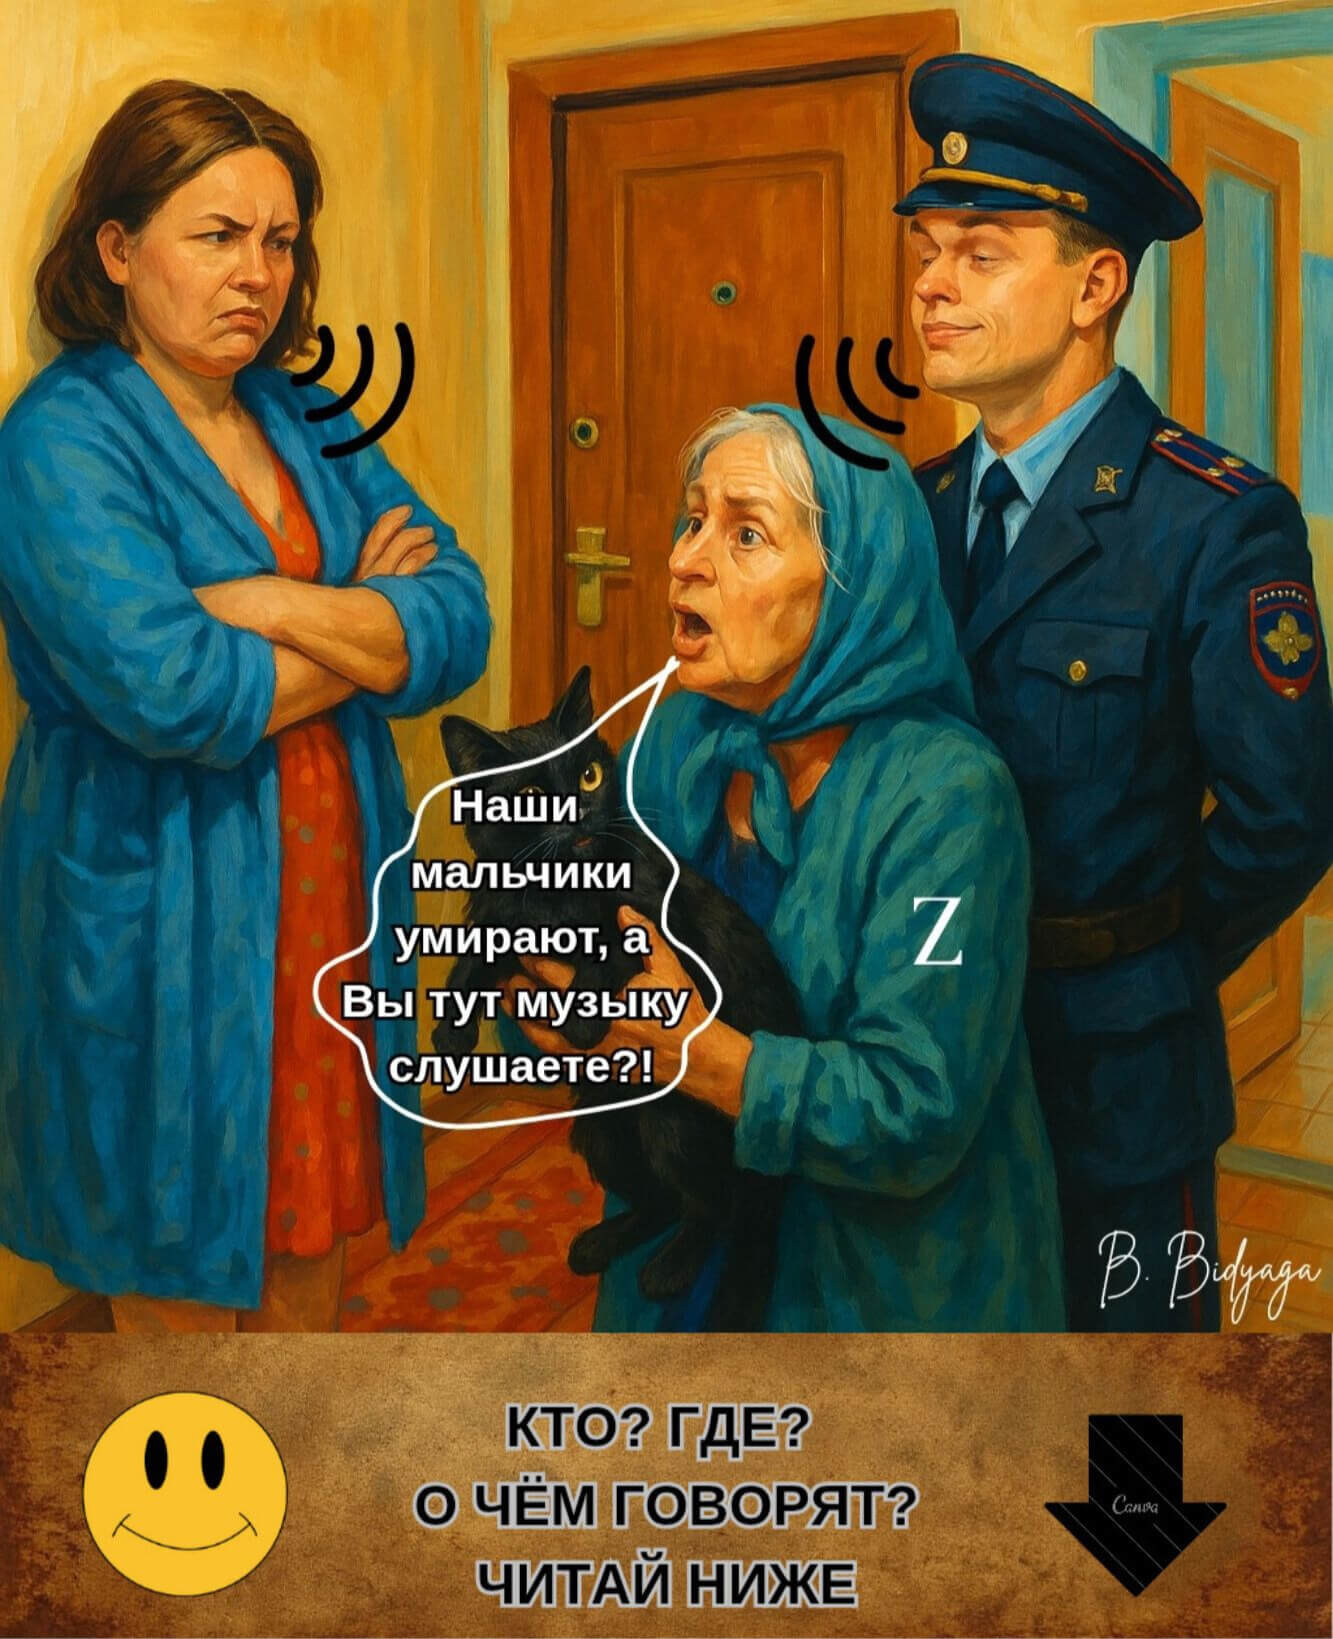 Наши
мальчики
умирают, а
Вы тут музыку
слушаете?!
Z
B. Bidyaga
КТО? ГДЕ?
О ЧЁМ ГОВОРЯТ?
ЧИТАЙ НИЖЕ
Canva